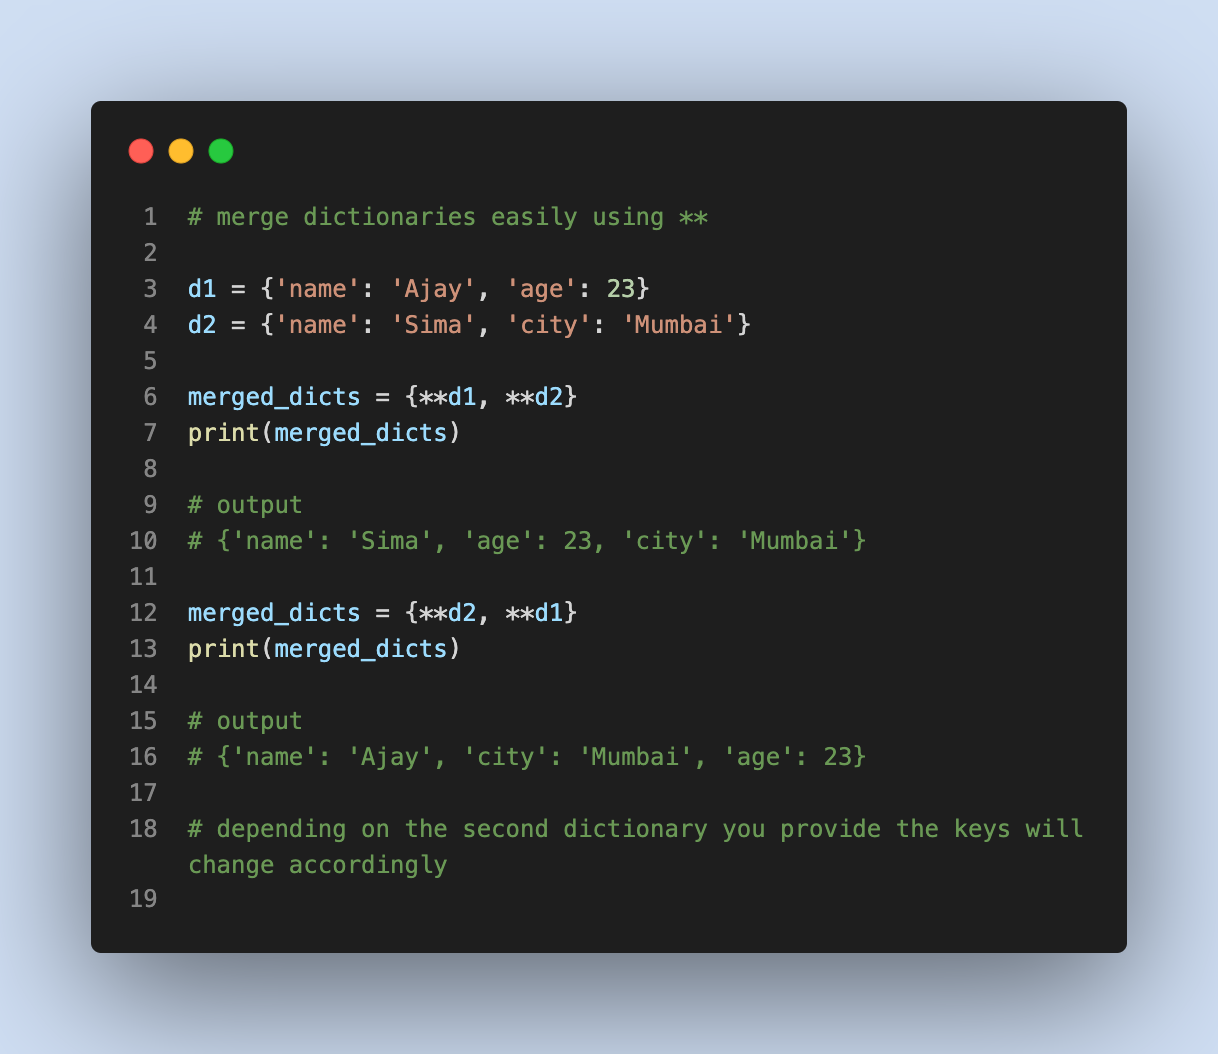 1 # merge dictionaries easily using **
2
3 d1 = {'name': 'Ajay', 'age': 23}
4 d2 = {'name': 'Sima', 'city': 'Mumbai'}
5
6 merged_dicts = {**d1, **d2}
7 print(merged_dicts)
8
9 # output
10 # {'name': 'Sima', 'age': 23, 'city': 'Mumbai'}
11
12 merged_dicts = {**d2, **d1}
13 print(merged_dicts)
14
15 # output
16 # {'name': 'Ajay', 'city': 'Mumbai', 'age': 23}
17
18 # depending on the second dictionary you provide the keys will
change accordingly
19